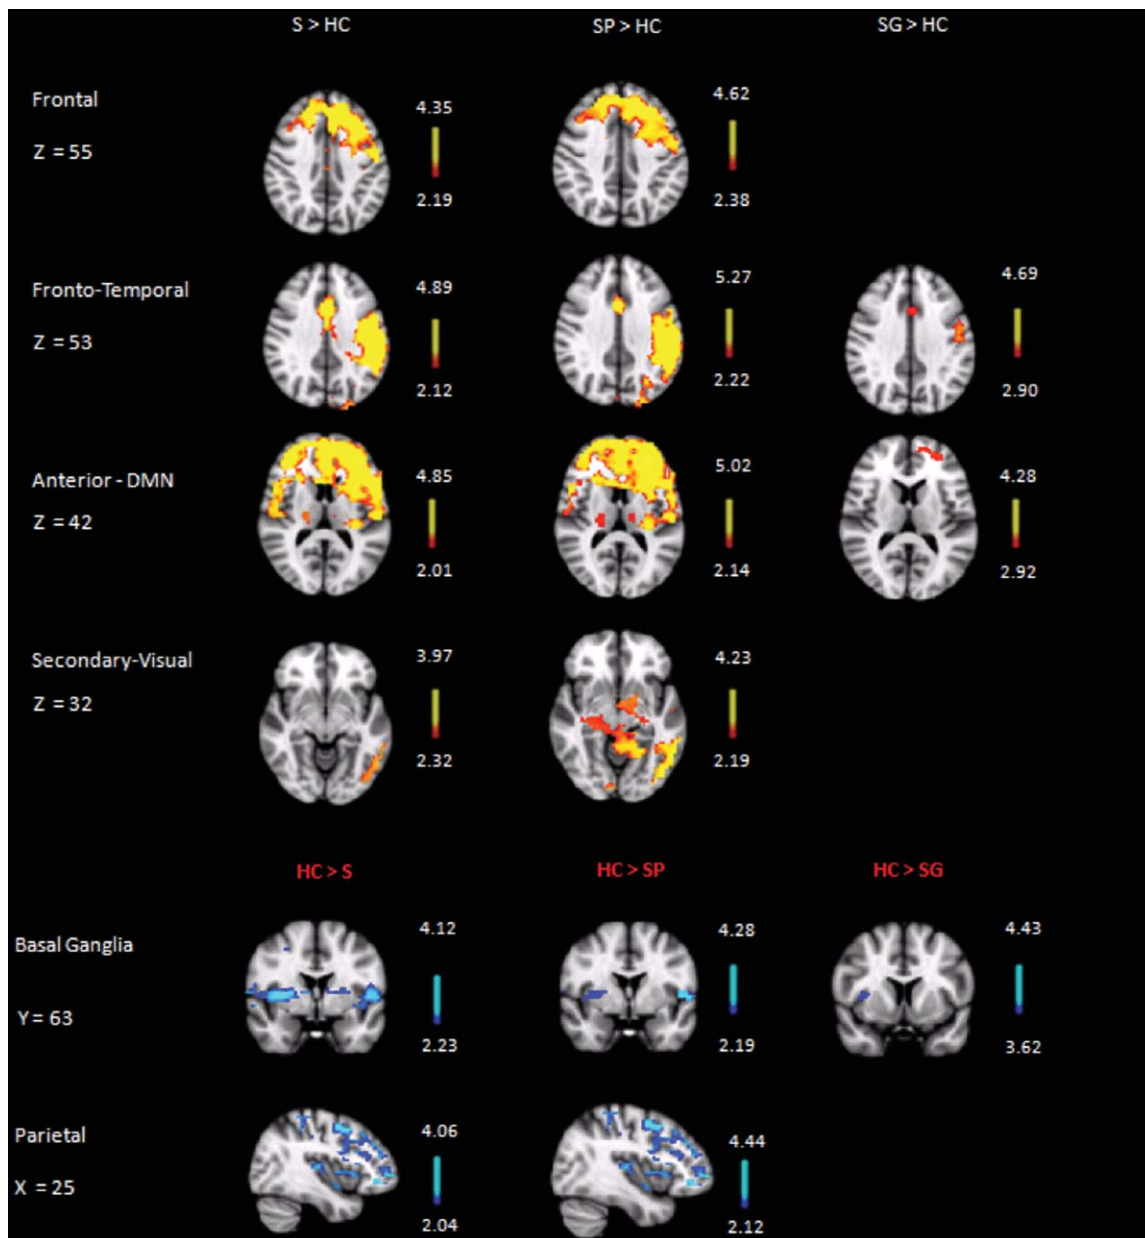 S > HC SP > HC SG > HC
Frontal
Z = 55
4.35
2.19
4.62
2.38
Fronto-Temporal
Z = 53
4.89
2.12
5.27
2.22
4.69
2.90
Anterior - DMN
Z = 42
4.85
2.01
5.02
2.14
4.28
2.92
Secondary-Visual
Z = 32
3.97
2.32
4.23
2.19
HC > S HC > SP HC > SG
Basal Ganglia
Y = 63
4.12
2.23
4.28
2.19
4.43
3.62
Parietal
X = 25
4.06
2.04
4.44
2.12